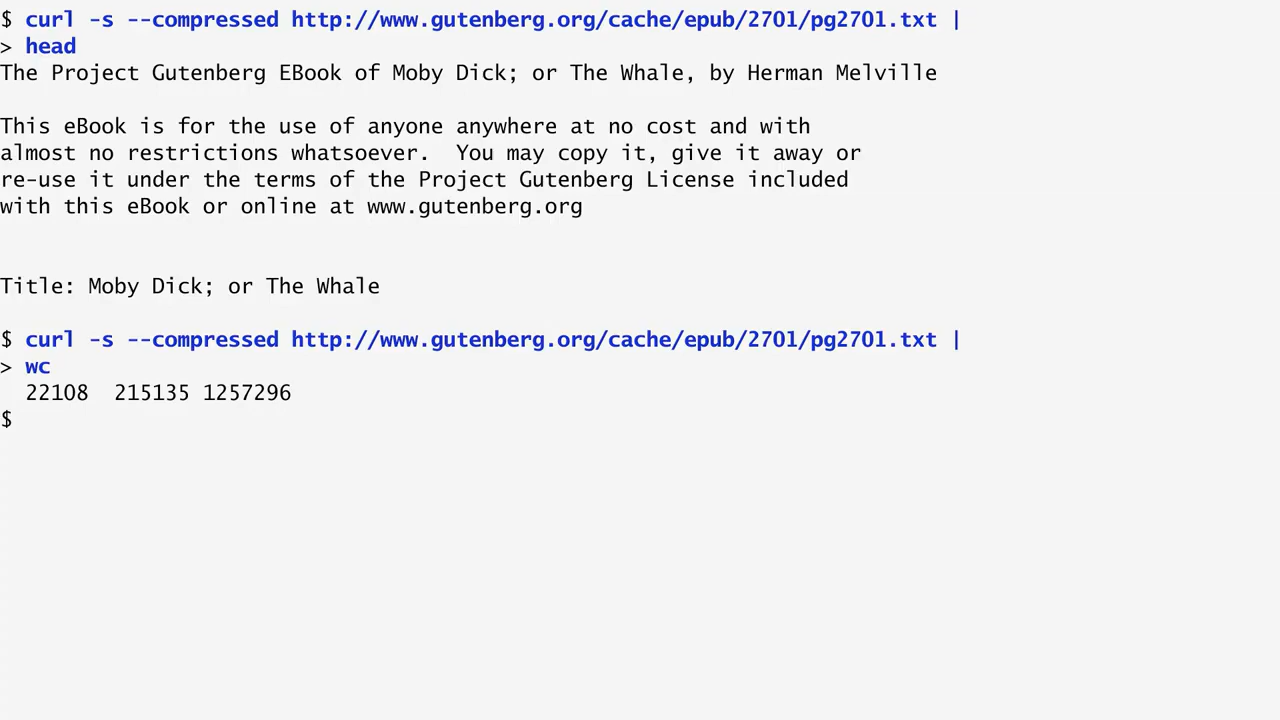 $ curl -s --compressed http://www.gutenberg.org/cache/epub/2701/pg2701.txt |
> head
The Project Gutenberg EBook of Moby Dick; or The Whale, by Herman Melville
This eBook is for the use of anyone anywhere at no cost and with
almost no restrictions whatsoever.  You may copy it, give it away or
re-use it under the terms of the Project Gutenberg License included
with this eBook or online at www.gutenberg.org
Title: Moby Dick; or The Whale
$ curl -s --compressed http://www.gutenberg.org/cache/epub/2701/pg2701.txt |
> wc
  22108  215135 1257296
$